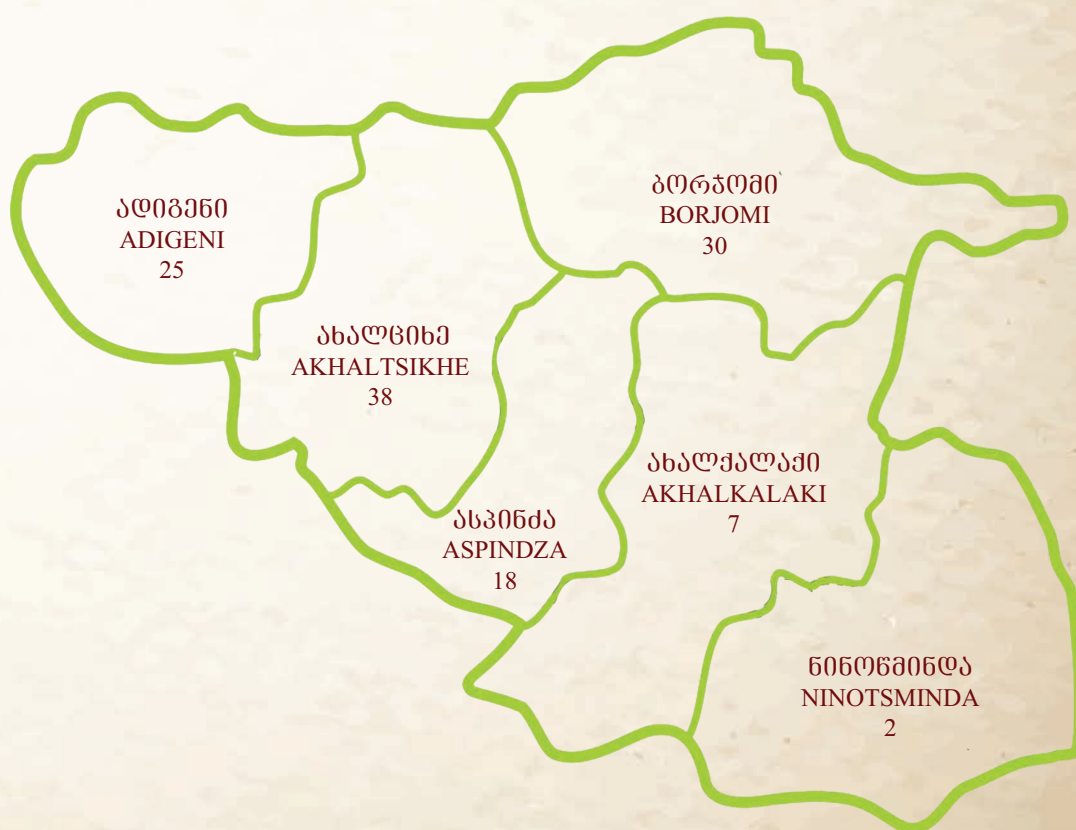 ადიგენი
ADIGENI
25
ბორჯომი`
BORJOMI
30
ახალციხე
AKHALTSIKHE
38
ასპინძა
ASPINDZA
18
ახალქალაქი
AKHALKALAKI
7
ნინოწმინდა
NINOTSMINDA
2